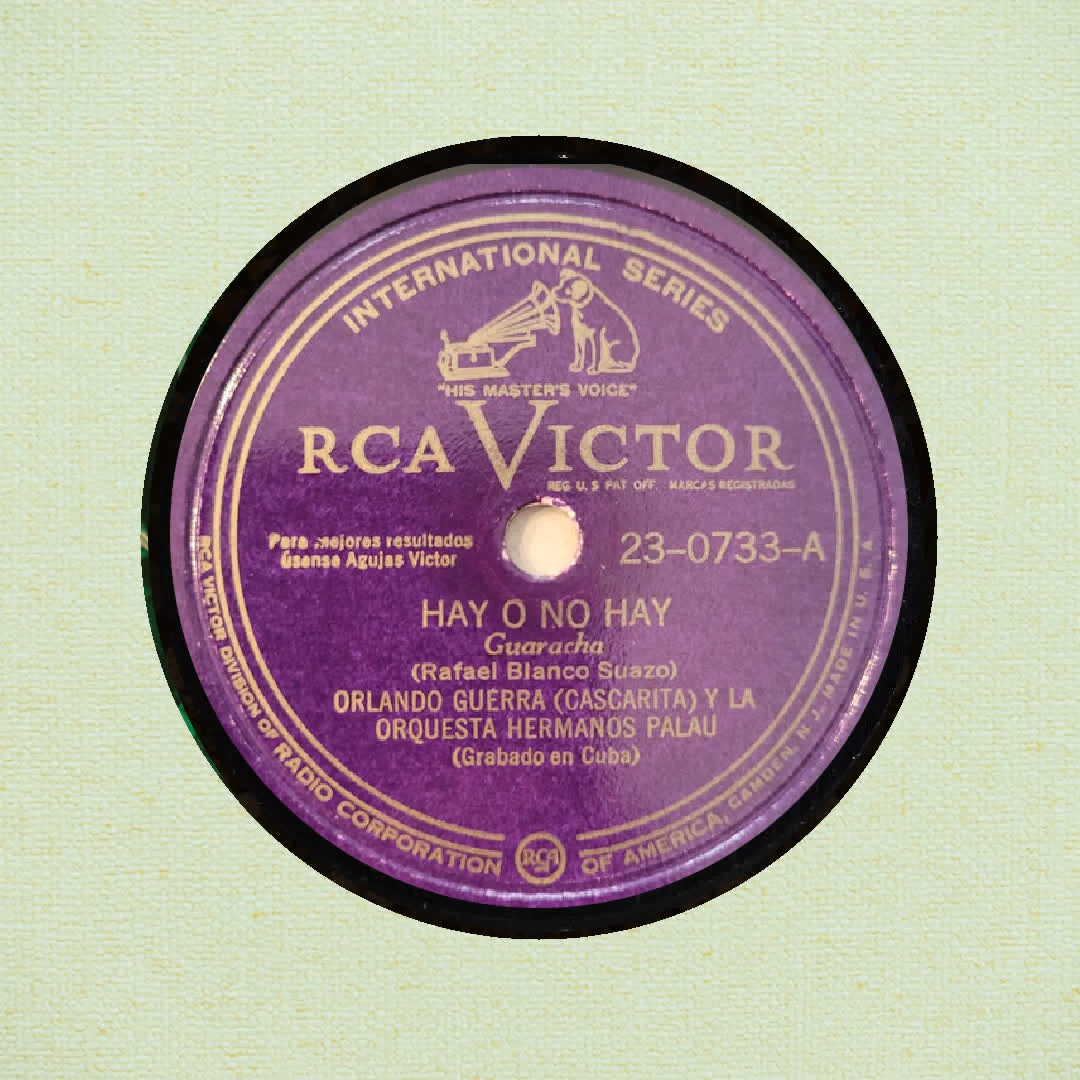 INTERNATIONAL SERIES
"HIS MASTER'S VOICE"
RCA VICTOR
REG. U. S. PAT. OFF. MARCAS REGISTRADAS
Para mejores resultados
úsense Agujas Victor
23–0733–A
HAY O NO HAY
Guaracha
(Rafael Blanco Suazo)
ORLANDO GUERRA (CASCARITA) Y LA
ORQUESTA HERMANOS PALAU
(Grabado en Cuba)
RCA VICTOR DIVISION OF RADIO CORPORATION RCA OF AMERICA, CAMDEN, N. J. MADE IN U. S. A.